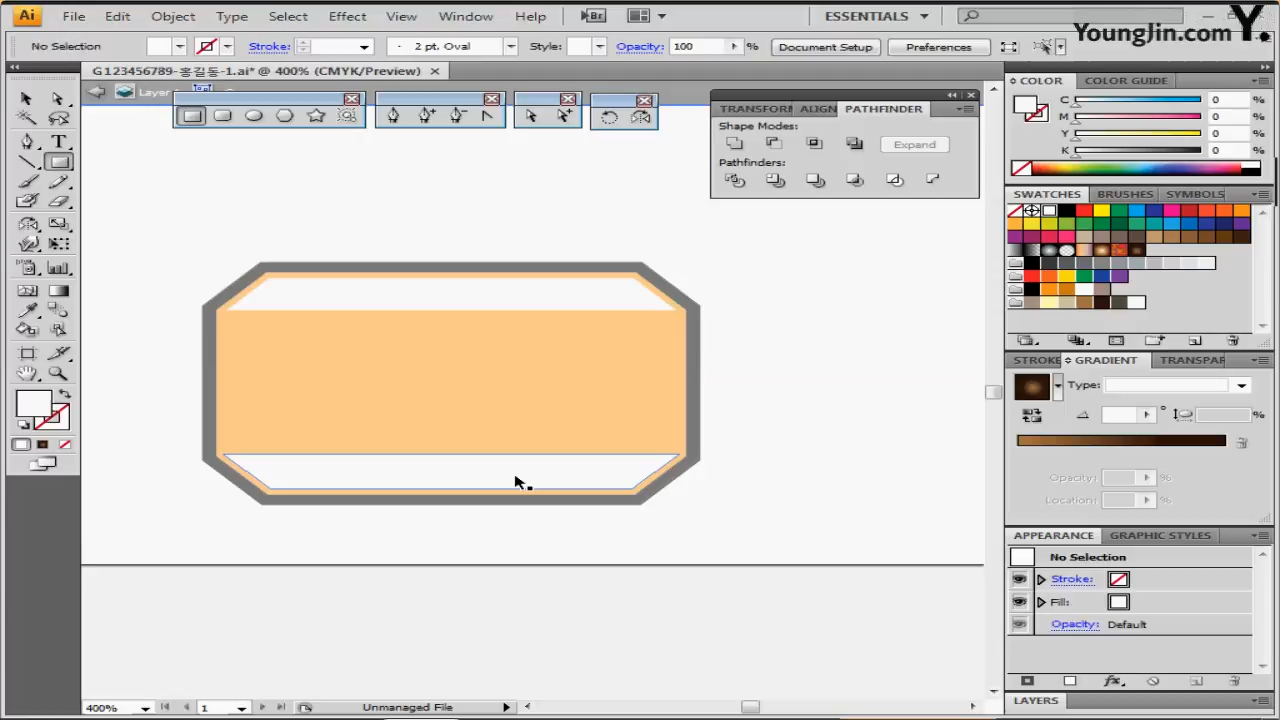 Ai File Edit Object Type Select Effect View Window Help Br ESSENTIALS
YoungJin.com Y.
No Selection Stroke: 2 pt. Oval Style: Opacity: 100 % Document Setup Preferences
G123456789-홍길동-1.ai* @ 400% (CMYK/Preview)
Layer
TRANSFORM ALIGN PATHFINDER
Shape Modes:
Expand
Pathfinders:
COLOR COLOR GUIDE
C 0 %
M 0 %
Y 0 %
K 0 %
SWATCHES BRUSHES SYMBOLS
STROKE GRADIENT TRANSPAR
Type:
° %
Opacity: %
Location: %
APPEARANCE GRAPHIC STYLES
No Selection
Stroke:
Fill:
Opacity: Default
LAYERS
400% 1 Unmanaged File